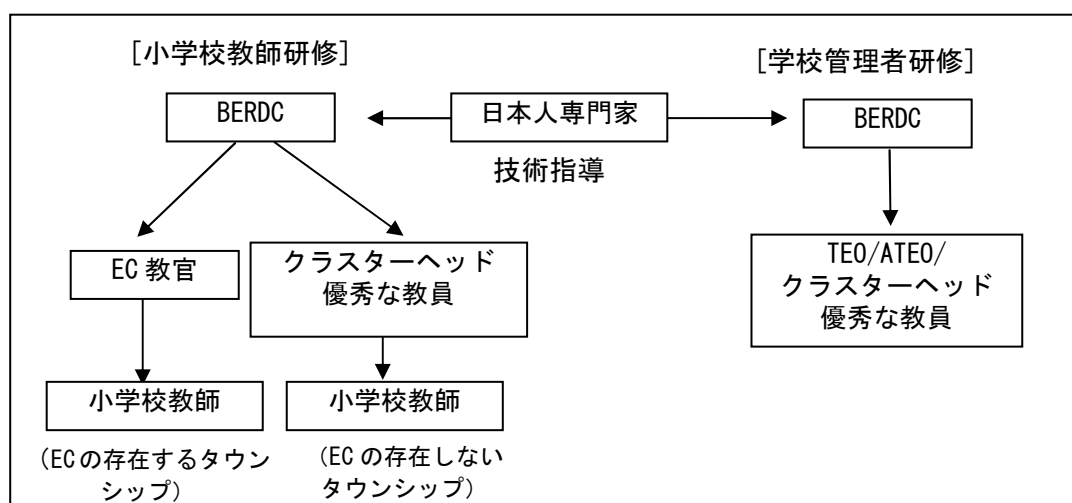 [小学校教師研修]
[学校管理者研修]
BERDC
日本人専門家
BERDC
技術指導
EC 教官
クラスターヘッド
優秀な教員
TEO/ATEO/
クラスターヘッド
優秀な教員
小学校教師
小学校教師
(ECの存在するタウン
シップ)
(EC の存在しない
タウンシップ)